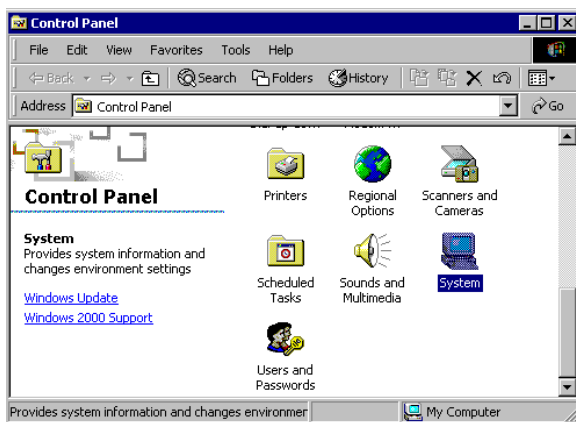 Control Panel
File Edit View Favorites Tools Help
Back Search Folders History
Address Control Panel Go
Control Panel
System
Provides system information and
changes environment settings
Windows Update
Windows 2000 Support
Printers Regional Options Scanners and Cameras
Scheduled Tasks Sounds and Multimedia System
Users and Passwords
Provides system information and changes environmer My Computer